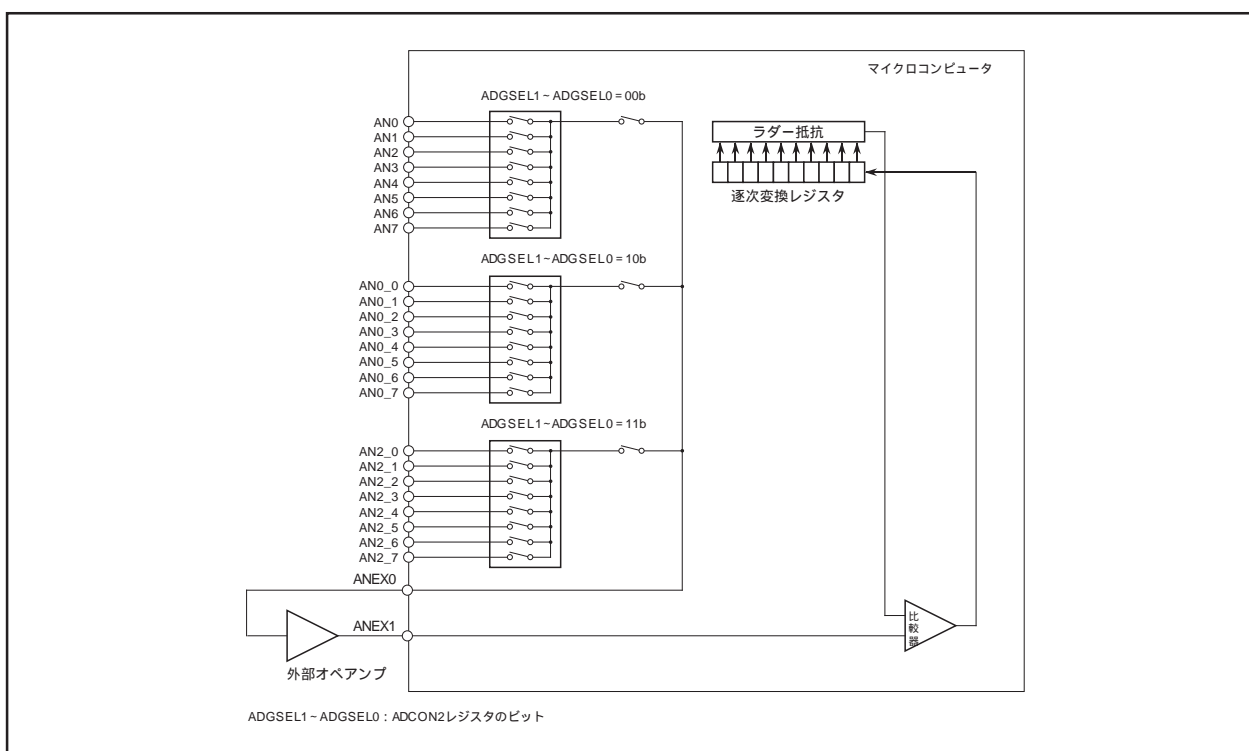 マイクロコンピュータ
ADGSEL1~ADGSEL0=00b
AN0
AN1
AN2
AN3
AN4
AN5
AN6
AN7
ラダー抵抗
逐次変換レジスタ
ADGSEL1~ADGSEL0=10b
AN0_0
AN0_1
AN0_2
AN0_3
AN0_4
AN0_5
AN0_6
AN0_7
ADGSEL1~ADGSEL0=11b
AN2_0
AN2_1
AN2_2
AN2_3
AN2_4
AN2_5
AN2_6
AN2_7
ANEX0
ANEX1
外部オペアンプ
比較器
ADGSEL1~ADGSEL0:ADCON2レジスタのビット